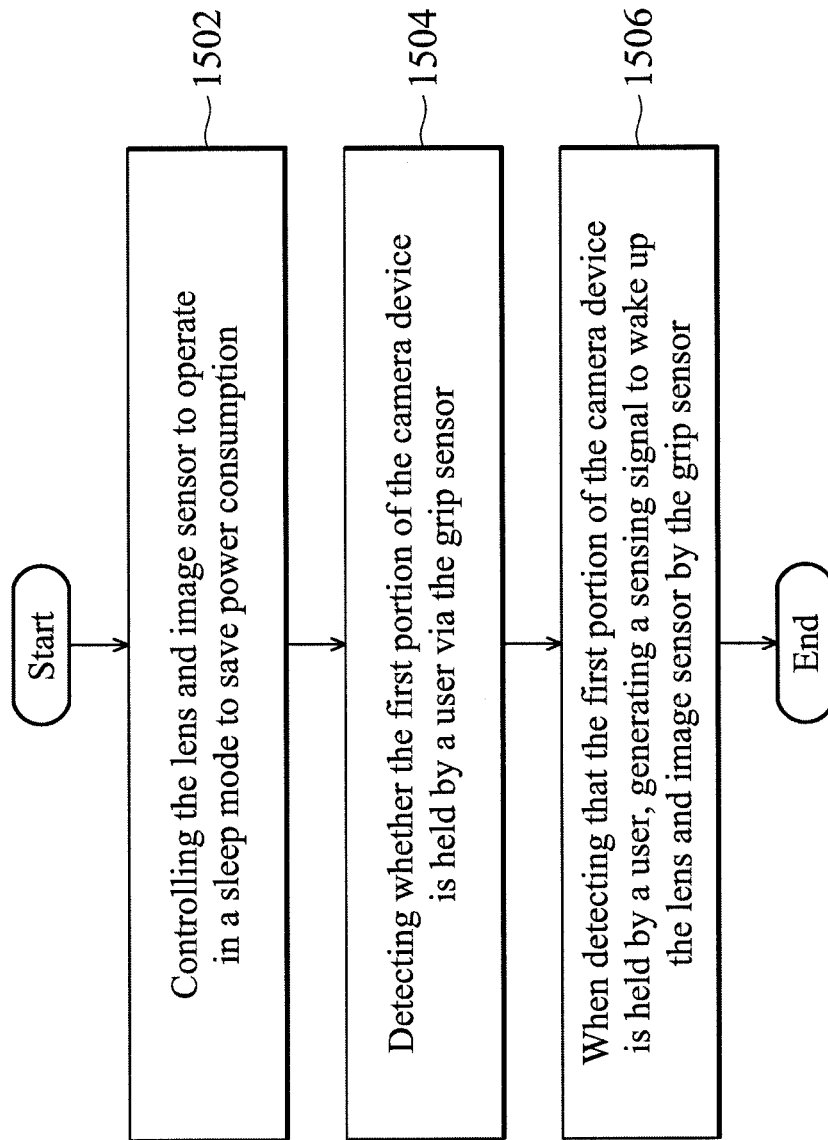 Start
Controlling the lens and image sensor to operate
in a sleep mode to save power consumption
1502
Detecting whether the first portion of the camera device
is held by a user via the grip sensor
1504
When detecting that the first portion of the camera device
is held by a user, generating a sensing signal to wake up
the lens and image sensor by the grip sensor
1506
End